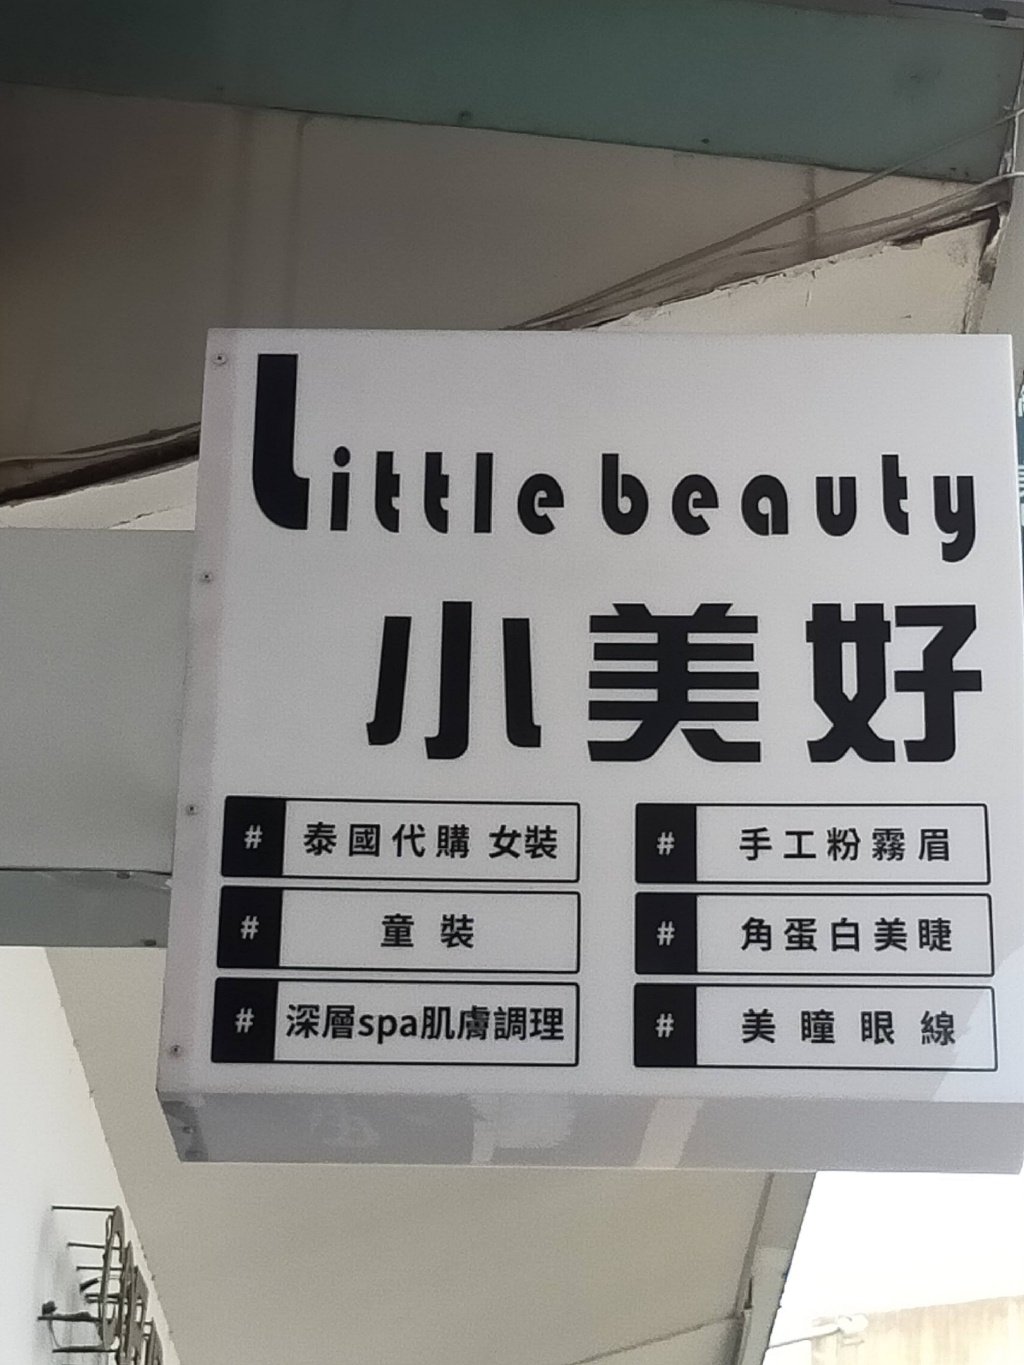 Little beauty
小美好
# 泰國代購 女裝
# 童裝
# 深層spa肌膚調理
# 手工粉霧眉
# 角蛋白美睫
# 美瞳眼線